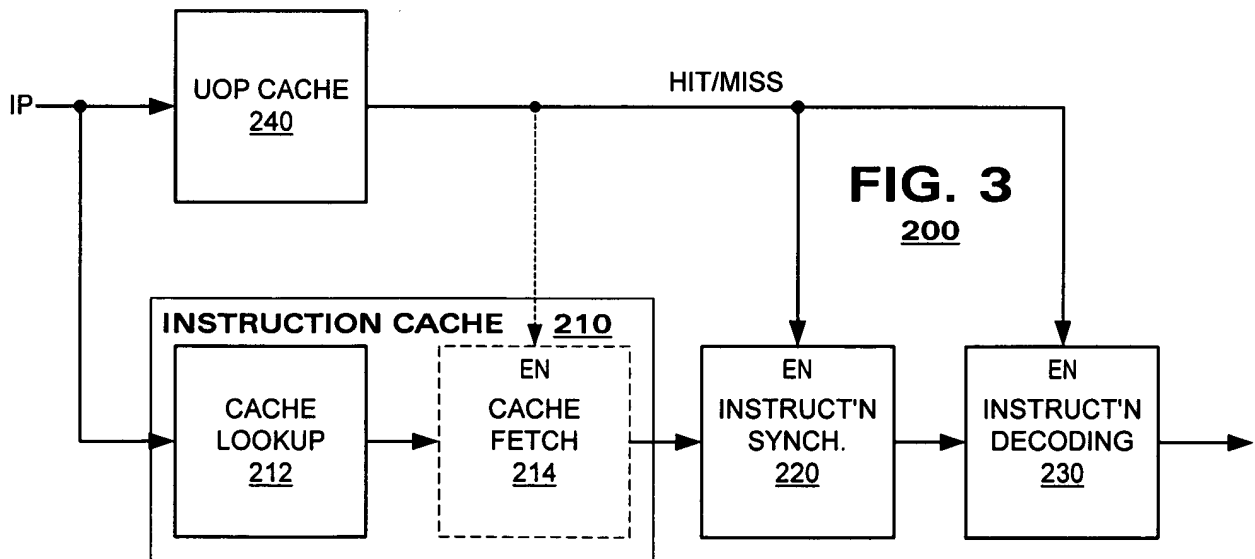 IP
UOP CACHE
240
HIT/MISS
FIG. 3
200
INSTRUCTION CACHE 210
CACHE
LOOKUP
212
EN
CACHE
FETCH
214
EN
INSTRUCT'N
SYNCH.
220
EN
INSTRUCT'N
DECODING
230